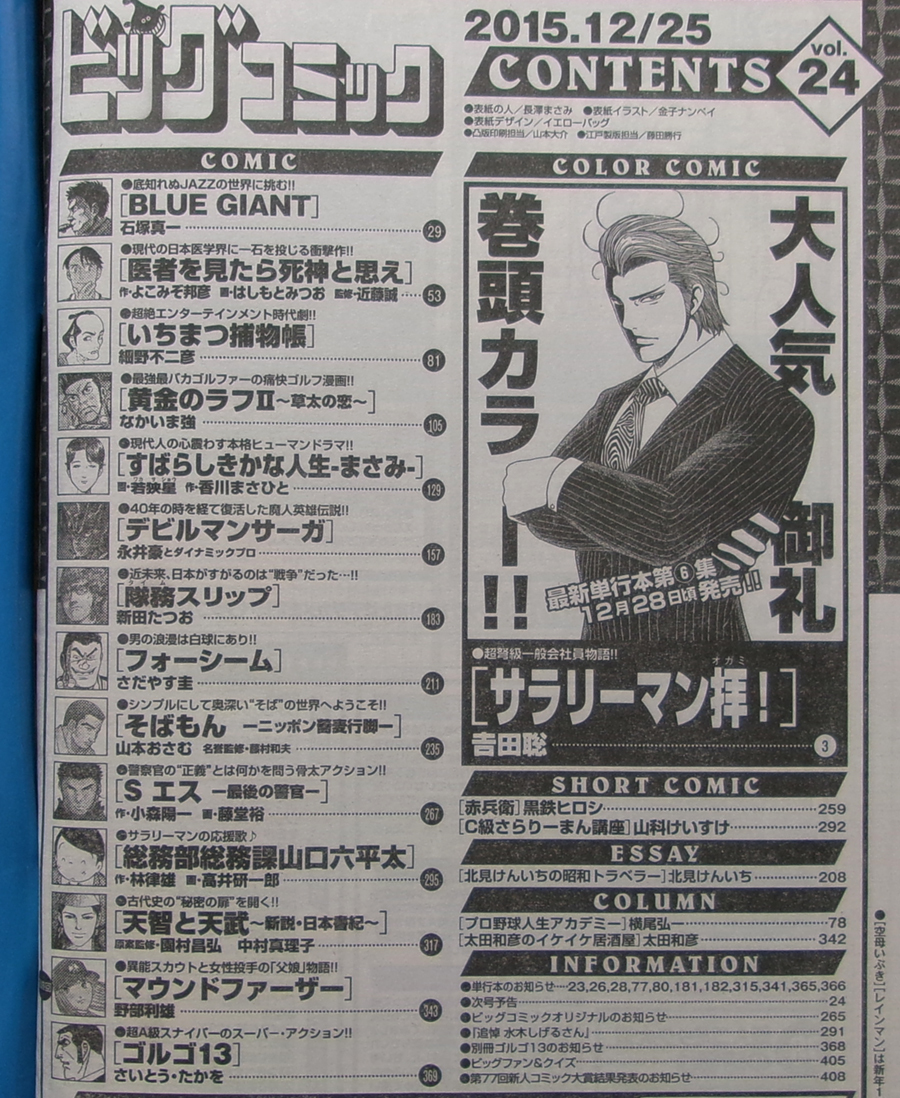 ビッグコミック
2015.12/25
CONTENTS
vol.
24
●表紙の人／長澤まさみ ●表紙イラスト／金子ナンペイ
●表紙デザイン／イエローバッグ
●凸版印刷担当／山本大介 ●江戸製版担当／藤田勝行
COMIC
●底知れぬJAZZの世界に挑む!!
[BLUE GIANT]
石塚真一 29
●現代の日本医学界に一石を投じる衝撃作!!
[医者を見たら死神と思え]
作・よこみぞ邦彦 画・はしもとみつお 監修・近藤誠 53
●超絶エンターテインメント時代劇!!
[いちまつ捕物帳]
細野不二彦 81
●最強最バカゴルファーの痛快ゴルフ漫画!!
[黄金のラフII～草太の恋～]
なかいま強 105
●現代人の心震わす本格ヒューマンドラマ!!
[すばらしきかな人生-まさみ-]
画・若狭星 作・香川まさひと 129
●40年の時を経て復活した魔人英雄伝説!!
[デビルマンサーガ]
永井豪とダイナミックプロ 157
●近未来、日本がすがるのは“戦争”だった…!!
タイム
[隊務スリップ]
新田たつお 183
●男の浪漫は白球にあり!!
[フォーシーム]
さだやす圭 211
●シンプルにして奥深い“そば”の世界へようこそ!!
[そばもん ーニッポン蕎麦行脚ー]
山本おさむ 名誉監修・藤村和夫 235
●警察官の“正義”とは何かを問う骨太アクション!!
[S エス ー最後の警官ー]
作・小森陽一 画・藤堂裕 267
●サラリーマンの応援歌♪
[総務部総務課山口六平太]
作・林律雄 画・高井研一郎 295
●古代史の“秘密の扉”を開く!!
[天智と天武～新説・日本書紀～]
原案監修・園村昌弘 中村真理子 317
●異能スカウトと女性投手の「父娘」物語!!
[マウンドファーザー]
野部利雄 343
●超A級スナイパーのスーパー・アクション!!
[ゴルゴ13]
さいとう・たかを 369
COLOR COMIC
大人気御礼
巻頭カラー!!
最新単行本第⑥集
12月28日頃発売!!
●超弩級一般会社員物語!!
オガミ
[サラリーマン拝！]
吉田聡 3
SHORT COMIC
[赤兵衛]黒鉄ヒロシ 259
[C級さらりーまん講座]山科けいすけ 292
ESSAY
[北見けんいちの昭和トラベラー]北見けんいち 208
COLUMN
[プロ野球人生アカデミー]横尾弘一 78
[太田和彦のイケイケ居酒屋]太田和彦 342
INFORMATION
●単行本のお知らせ…23,26,28,77,80,181,182,315,341,365,366
●次号予告 24
●ビッグコミックオリジナルのお知らせ 265
●「追悼 水木しげるさん」 291
●別冊ゴルゴ13のお知らせ 368
●ビッグファン&クイズ 405
●第77回新人コミック大賞結果発表のお知らせ 408
●[空母いぶき][レインマン]は新年1